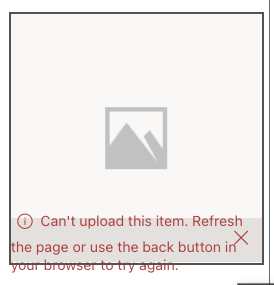 Can't upload this item. Refresh
the page or use the back button in
your browser to try again.